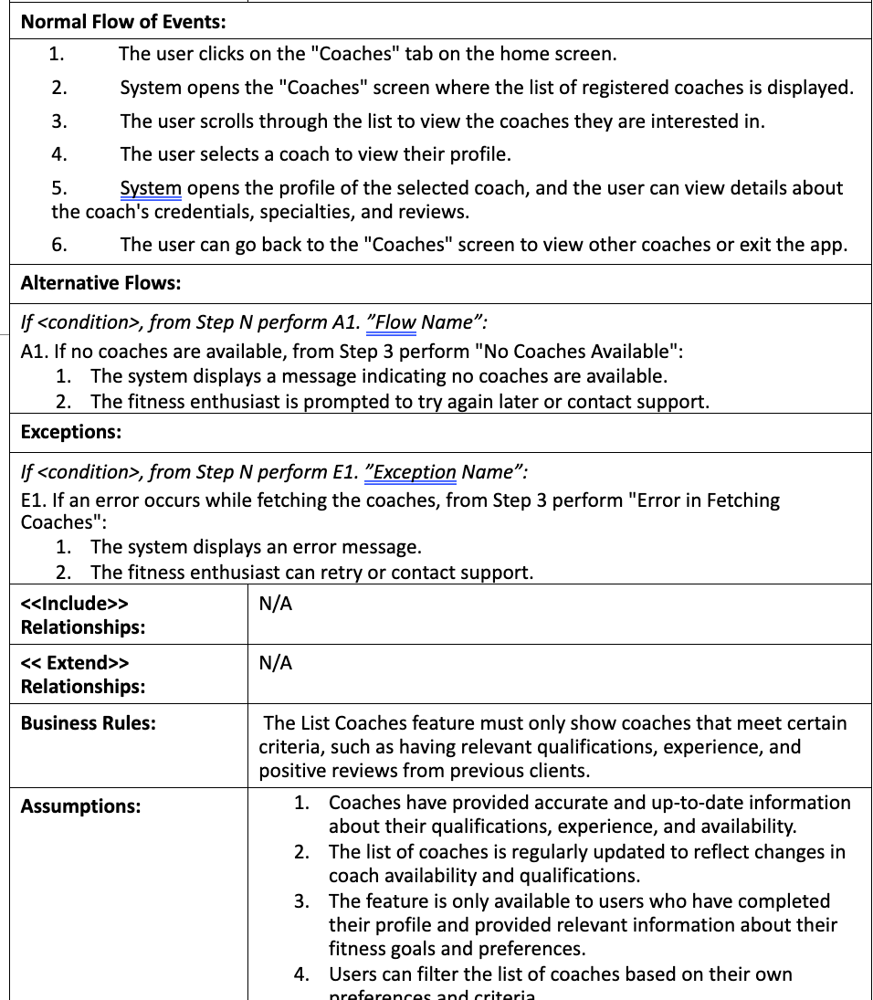 Normal Flow of Events:
1. The user clicks on the "Coaches" tab on the home screen.
2. System opens the "Coaches" screen where the list of registered coaches is displayed.
3. The user scrolls through the list to view the coaches they are interested in.
4. The user selects a coach to view their profile.
5. System opens the profile of the selected coach, and the user can view details about
the coach's credentials, specialties, and reviews.
6. The user can go back to the "Coaches" screen to view other coaches or exit the app.
Alternative Flows:
If <condition>, from Step N perform A1. ”Flow Name”:
A1. If no coaches are available, from Step 3 perform "No Coaches Available":
1. The system displays a message indicating no coaches are available.
2. The fitness enthusiast is prompted to try again later or contact support.
Exceptions:
If <condition>, from Step N perform E1. ”Exception Name”:
E1. If an error occurs while fetching the coaches, from Step 3 perform "Error in Fetching
Coaches":
1. The system displays an error message.
2. The fitness enthusiast can retry or contact support.
<<Include>> N/A
Relationships:
<< Extend>> N/A
Relationships:
Business Rules: The List Coaches feature must only show coaches that meet certain
criteria, such as having relevant qualifications, experience, and
positive reviews from previous clients.
Assumptions: 1. Coaches have provided accurate and up-to-date information
about their qualifications, experience, and availability.
2. The list of coaches is regularly updated to reflect changes in
coach availability and qualifications.
3. The feature is only available to users who have completed
their profile and provided relevant information about their
fitness goals and preferences.
4. Users can filter the list of coaches based on their own
preferences and criteria